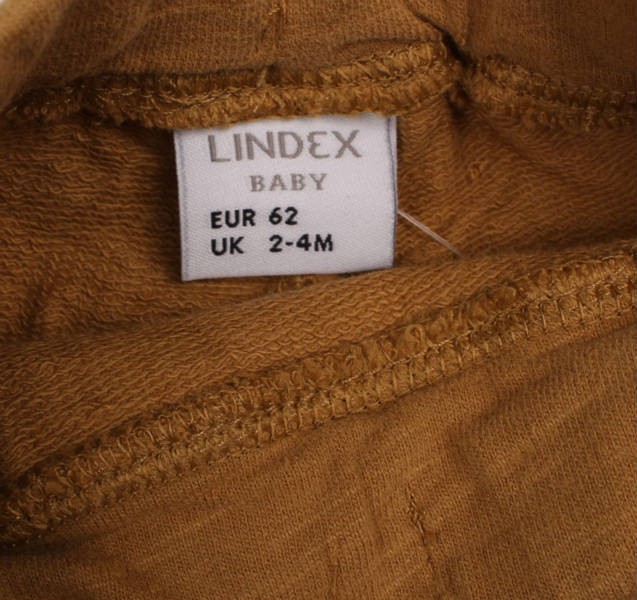 LINDEX
BABY
EUR 62
UK 2-4M